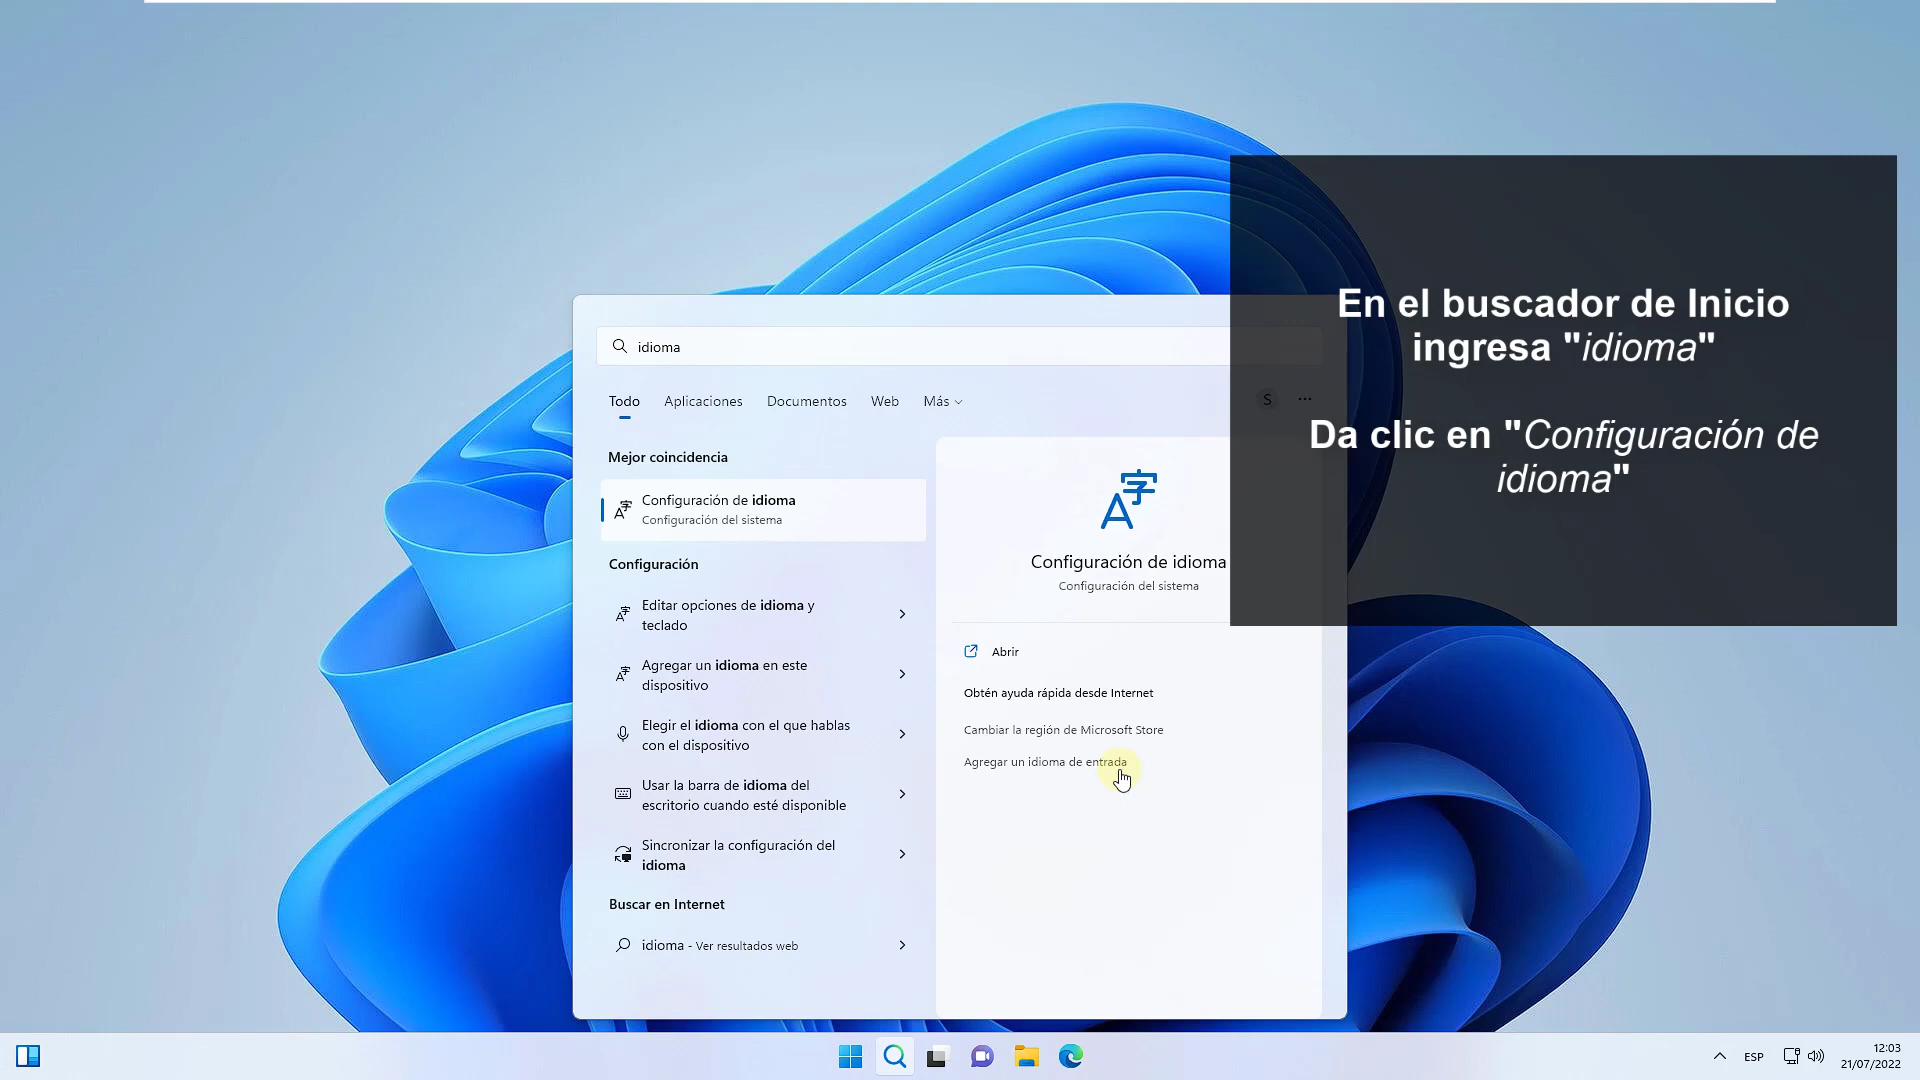 En el buscador de Inicio
ingresa "idioma"
Da clic en "Configuración de
idioma"
idioma
Todo
Aplicaciones
Documentos
Web
Más
S
Mejor coincidencia
Configuración de idioma
Configuración del sistema
Configuración
Editar opciones de idioma y
teclado
Agregar un idioma en este
dispositivo
Elegir el idioma con el que hablas
con el dispositivo
Usar la barra de idioma del
escritorio cuando esté disponible
Sincronizar la configuración del
idioma
Buscar en Internet
idioma - Ver resultados web
字
A
Configuración de idioma
Configuración del sistema
Abrir
Obtén ayuda rápida desde Internet
Cambiar la región de Microsoft Store
Agregar un idioma de entrada
ESP
12:03
21/07/2022